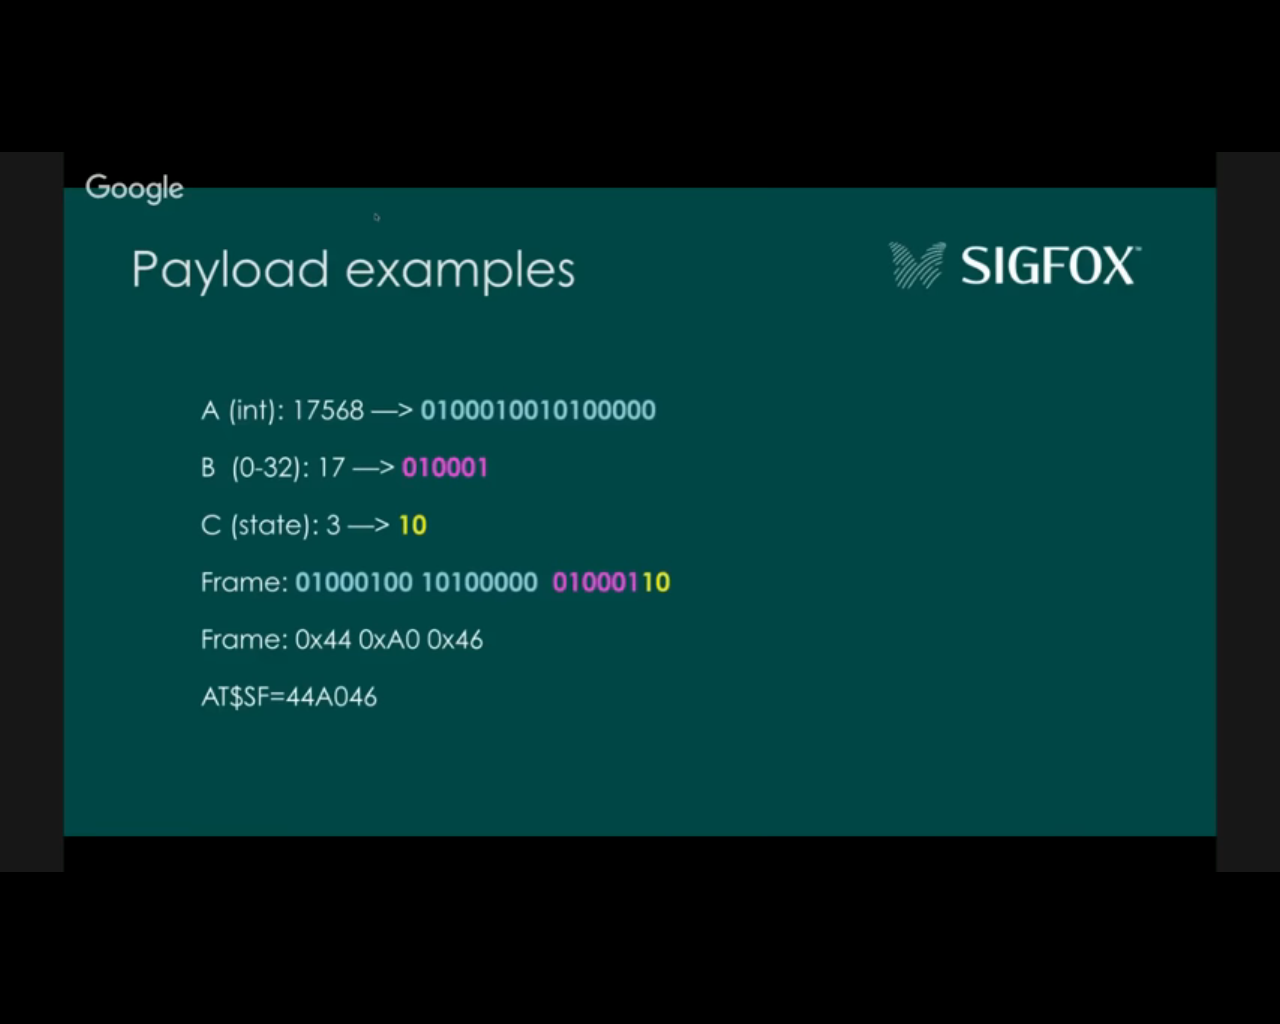 Google
Payload examples
SIGFOX™
A (int): 17568 —> 0100010010100000
B (0-32): 17 —> 010001
C (state): 3 —> 10
Frame: 01000100 10100000 01000110
Frame: 0x44 0xA0 0x46
AT$SF=44A046